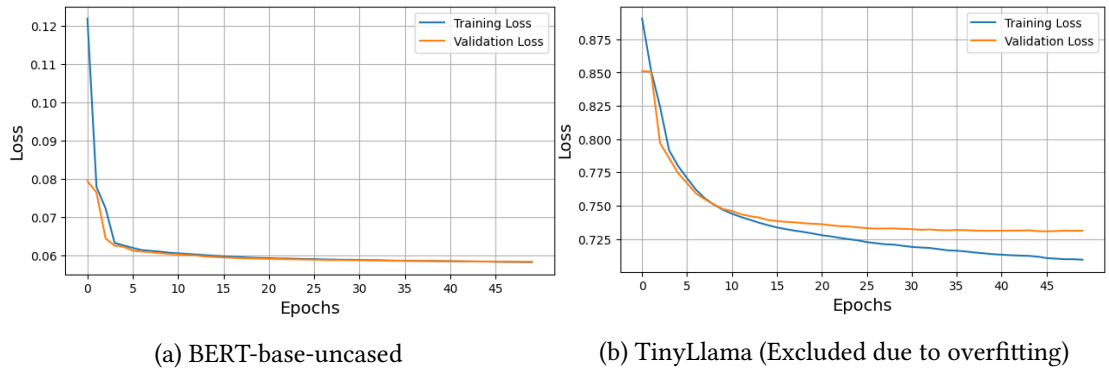 Training Loss
Validation Loss
0.12
0.11
0.10
0.09
0.08
0.07
0.06
Loss
0 5 10 15 20 25 30 35 40 45
Epochs
(a) BERT-base-uncased
Training Loss
Validation Loss
0.875
0.850
0.825
0.800
0.775
0.750
0.725
Loss
0 5 10 15 20 25 30 35 40 45
Epochs
(b) TinyLlama (Excluded due to overfitting)